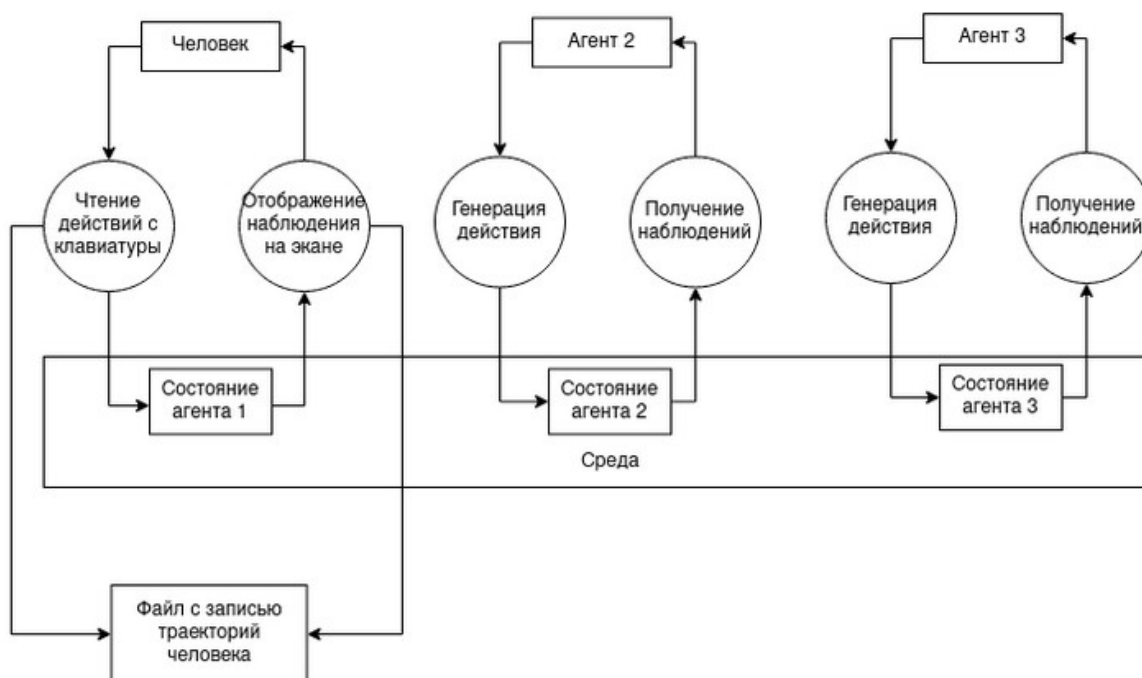 Человек
Агент 2
Агент 3
Чтение
действий с
клавиатуры
Отображение
наблюдения
на экане
Генерация
действия
Получение
наблюдений
Генерация
действия
Получение
наблюдений
Состояние
агента 1
Состояние
агента 2
Состояние
агента 3
Среда
Файл с записью
траекторий
человека